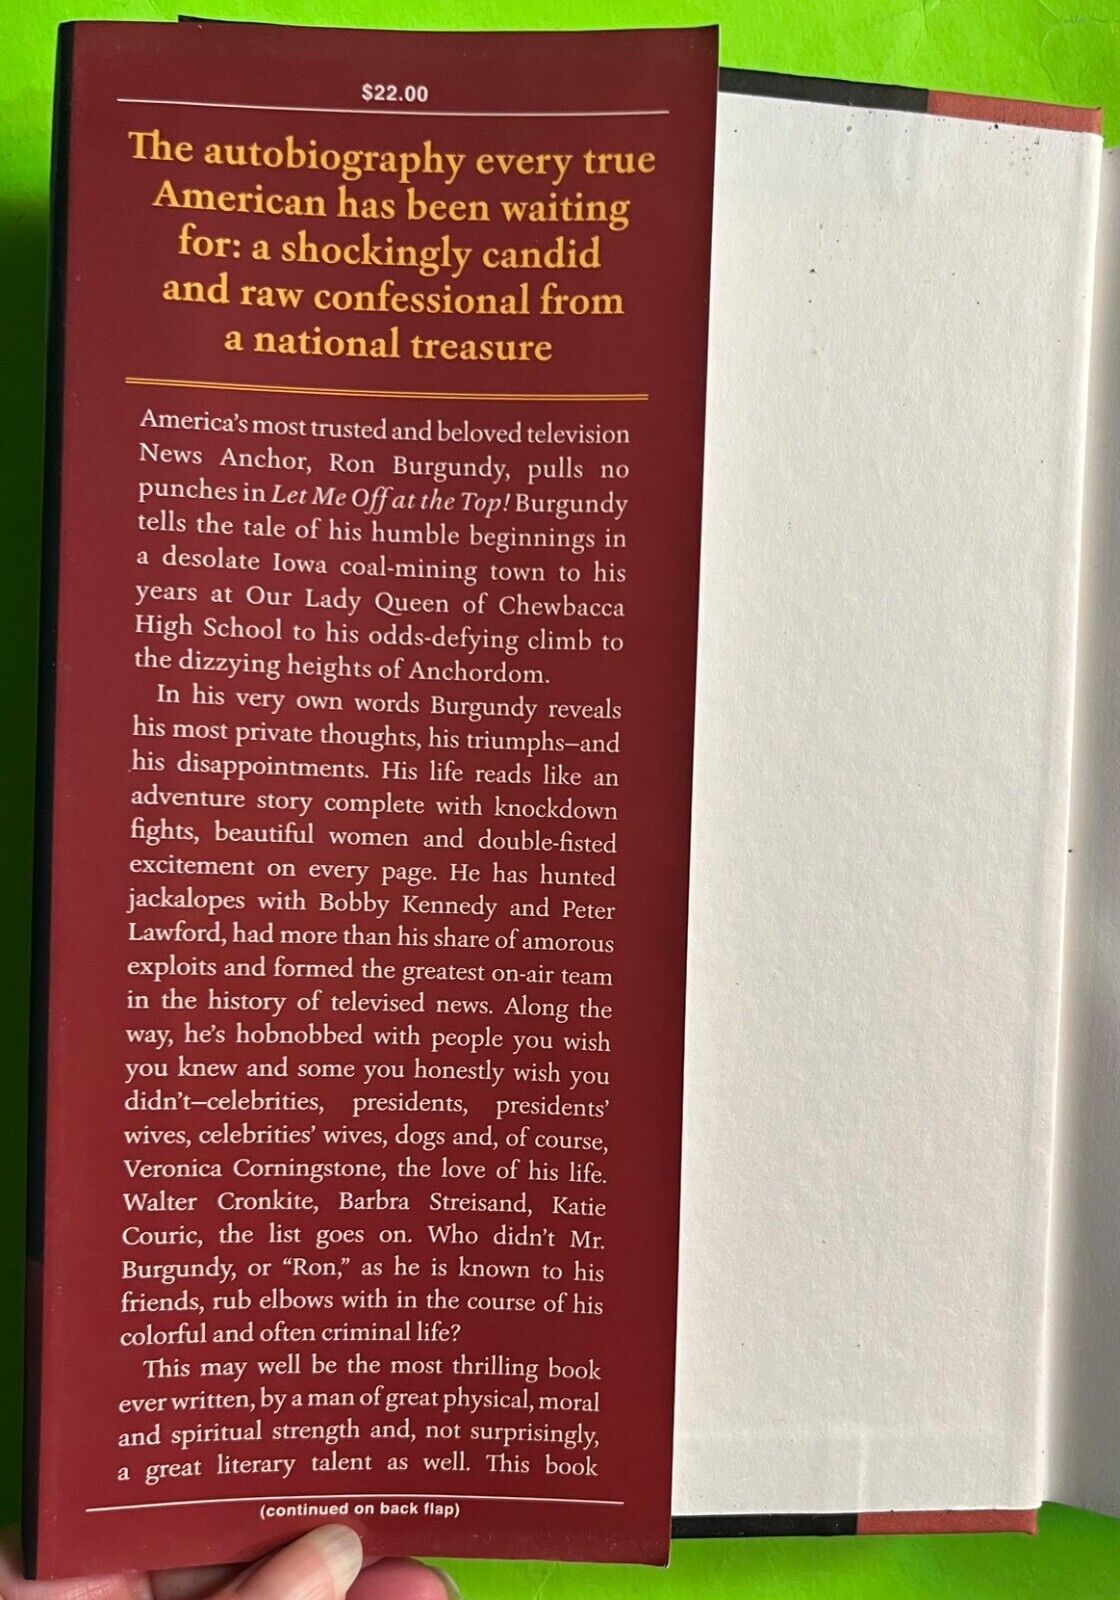 $22.00
The autobiography every true
American has been waiting
for: a shockingly candid
and raw confessional from
a national treasure
America's most trusted and beloved television
News Anchor, Ron Burgundy, pulls no
punches in Let Me Off at the Top! Burgundy
tells the tale of his humble beginnings in
a desolate Iowa coal-mining town to his
years at Our Lady Queen of Chewbacca
High School to his odds-defying climb to
the dizzying heights of Anchordom.
In his very own words Burgundy reveals
his most private thoughts, his triumphs—and
his disappointments. His life reads like an
adventure story complete with knockdown
fights, beautiful women and double-fisted
excitement on every page. He has hunted
jackalopes with Bobby Kennedy and Peter
Lawford, had more than his share of amorous
exploits and formed the greatest on-air team
in the history of televised news. Along the
way, he's hobnobbed with people you wish
you knew and some you honestly wish you
didn't—celebrities, presidents, presidents'
wives, celebrities' wives, dogs and, of course,
Veronica Corningstone, the love of his life.
Walter Cronkite, Barbra Streisand, Katie
Couric, the list goes on. Who didn't Mr.
Burgundy, or “Ron,” as he is known to his
friends, rub elbows with in the course of his
colorful and often criminal life?
This may well be the most thrilling book
ever written, by a man of great physical, moral
and spiritual strength and, not surprisingly,
a great literary talent as well. This book
(continued on back flap)